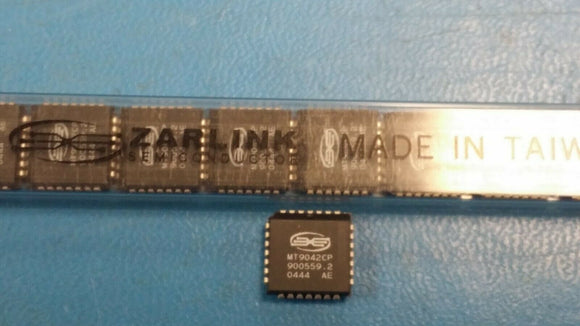 ZARLINK MADE IN TAIW
SEMICONDUCTOR
MT9042CP
900559.2
0444 AE